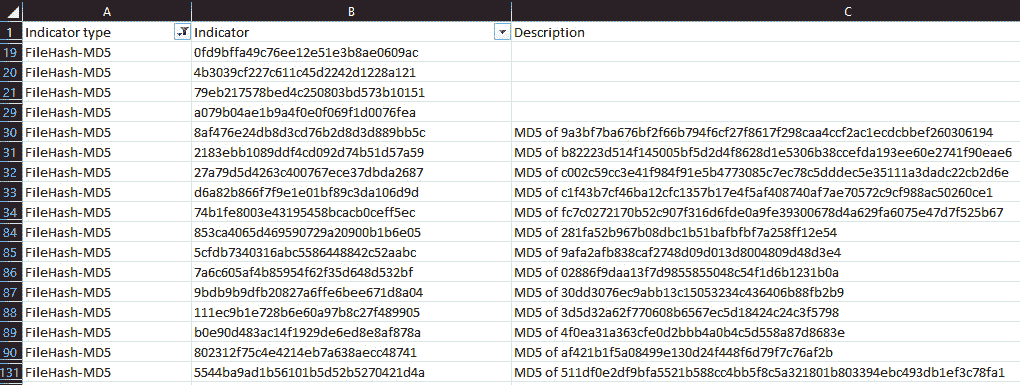 A B C
1 Indicator type Indicator Description
19 FileHash-MD5 0fd9bffa49c76ee12e51e3b8ae0609ac
20 FileHash-MD5 4b3039cf227c611c45d2242d1228a121
21 FileHash-MD5 79eb217578bed4c250803bd573b10151
29 FileHash-MD5 a079b04ae1b9a4f0e0f069f1d0076fea
30 FileHash-MD5 8af476e24db8d3cd76b2d8d3d889bb5c MD5 of 9a3bf7ba676bf2f66b794f6cf27f8617f298caa4ccf2ac1ecdcbbef260306194
31 FileHash-MD5 2183ebb1089ddf4cd092d74b51d57a59 MD5 of b82223d514f145005bf5d2d4f8628d1e5306b38ccefda193ee60e2741f90eae6
32 FileHash-MD5 27a79d5d4263c400767ece37dbda2687 MD5 of c002c59cc3e41f984f91e5b4773085c7ec78c5dddec5e35111a3dadc22cb2d6e
33 FileHash-MD5 d6a82b866f7f9e1e01bf89c3da106d9d MD5 of c1f43b7cf46ba12cfc1357b17e4f5af408740af7ae70572c9cf988ac50260ce1
34 FileHash-MD5 74b1fe8003e43195458bcacb0ceff5ec MD5 of fc7c0272170b52c907f316d6fde0a9fe39300678d4a629fa6075e47d7f525b67
84 FileHash-MD5 853ca4065d469590729a20900b1b6e05 MD5 of 281fa52b967b08dbc1b51bafbfbf7a258ff12e54
85 FileHash-MD5 5cfdb7340316abc5586448842c52aabc MD5 of 9afa2afb838caf2748d09d013d8004809d48d3e4
86 FileHash-MD5 7a6c605af4b85954f62f35d648d532bf MD5 of 02886f9daa13f7d9855855048c54f1d6b1231b0a
87 FileHash-MD5 9bdb9b9dfb20827a6ffe6bee671d8a04 MD5 of 30dd3076ec9abb13c15053234c436406b88fb2b9
88 FileHash-MD5 111ec9b1e728b6e60a97b8c27f489905 MD5 of 3d5d32a62f770608b6567ec5d18424c24c3f5798
89 FileHash-MD5 b0e90d483ac14f1929de6ed8e8af878a MD5 of 4f0ea31a363cfe0d2bbb4a0b4c5d558a87d8683e
90 FileHash-MD5 802312f75c4e4214eb7a638aecc48741 MD5 of af421b1f5a08499e130d24f448f6d79f7c76af2b
131 FileHash-MD5 5544ba9ad1b56101b5d52b5270421d4a MD5 of 511df0e2df9bfa5521b588cc4bb5f8c5a321801b803394ebc493db1ef3c78fa1